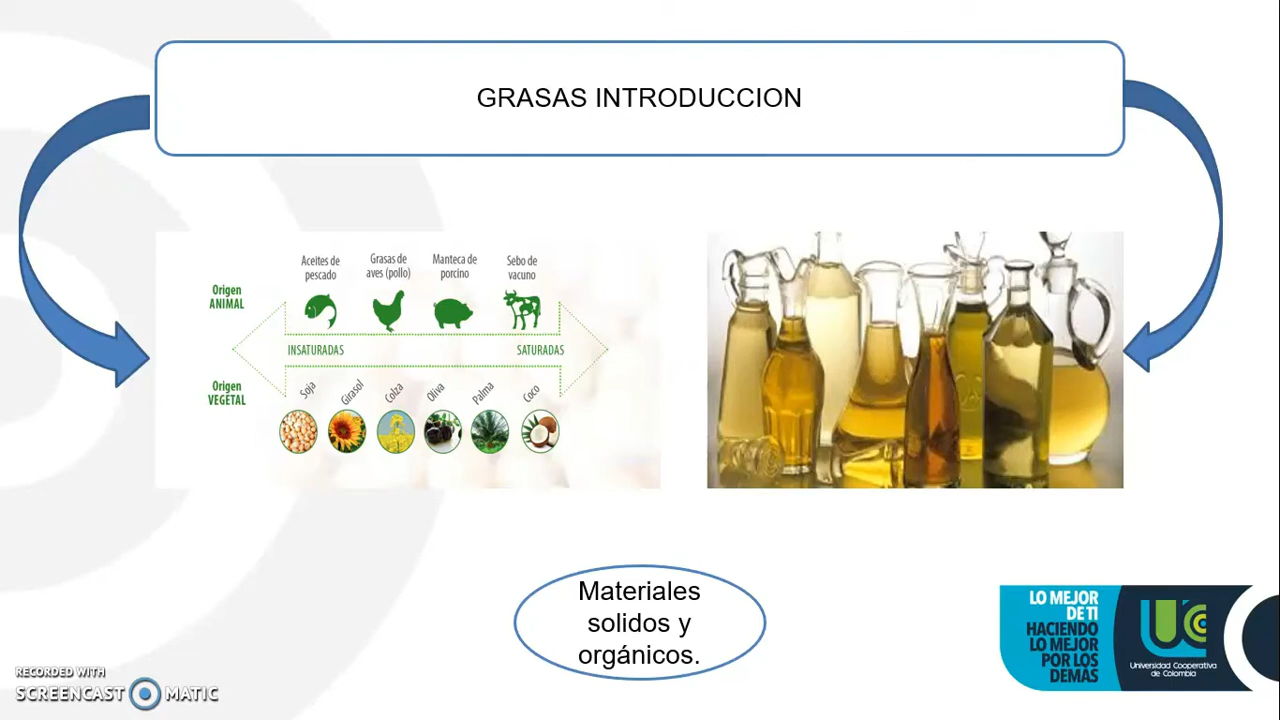 GRASAS INTRODUCCION
Aceites de
pescado
Grasas de
aves (pollo)
Manteca de
porcino
Sebo de
vacuno
Origen
ANIMAL
INSATURADAS
SATURADAS
Origen
VEGETAL
Soja
Girasol
Colza
Oliva
Palma
Coco
Materiales
solidos y
orgánicos.
LO MEJOR
DE TI
HACIENDO
LO MEJOR
POR LOS
DEMÁS
UCC
Universidad Cooperativa
de Colombia
RECORDED WITH
SCREENCAST MATIC